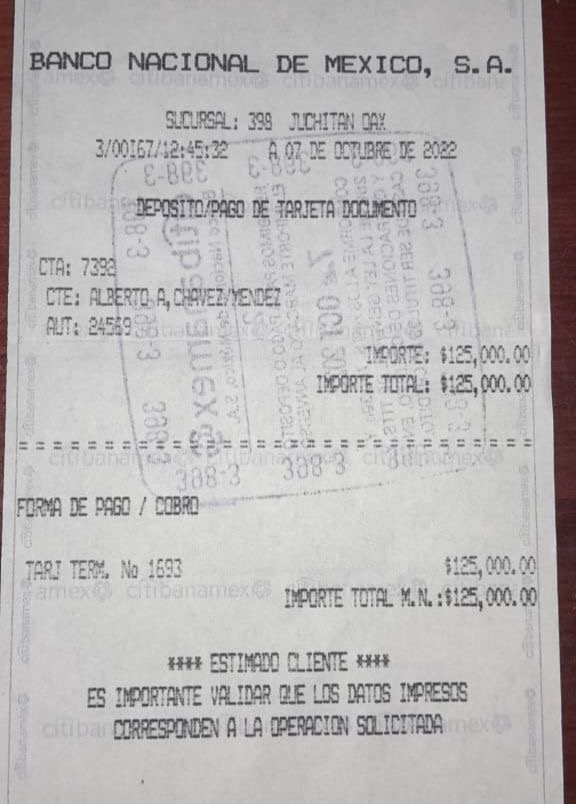 BANCO NACIONAL DE MEXICO, S.A.
SUCURSAL: 398 JUCHITAN OAX
3/0067/12:45:32 A 07 DE OCTUBRE DE 2022
DEPOSITO/PAGO DE TARJETA DOCUMENTO
CTA: 7392
CTE: ALBERTO A,CHAVEZ/MENDEZ
AUT: 24569
IMPORTE: $125,000.00
IMPORTE TOTAL: $125,000.00
= = = = = = = = = = = = = = = = = = = = = = = = = = = = = =
FORMA DE PAGO / COBRO
TARJ TERM. No 1693 $125,000.00
IMPORTE TOTAL M.N.:$125,000.00
**** ESTIMADO CLIENTE ****
ES IMPORTANTE VALIDAR QUE LOS DATOS IMPRESOS
CORRESPONDEN A LA OPERACION SOLICITADA